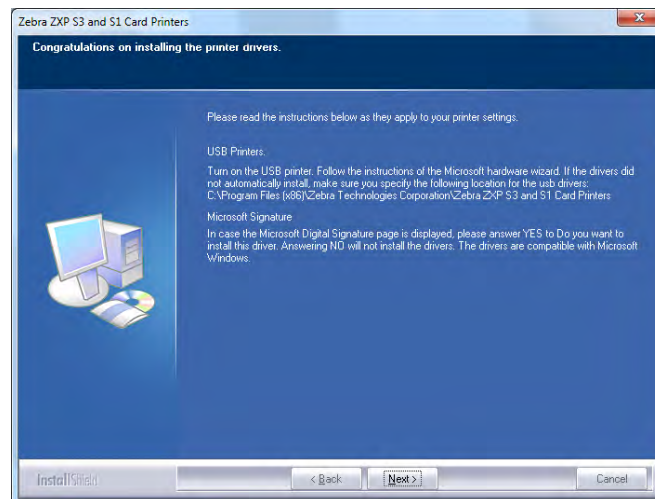 Zebra ZXP S3 and S1 Card Printers
Congratulations on installing the printer drivers.
Please read the instructions below as they apply to your printer settings.
USB Printers.
Turn on the USB printer. Follow the instructions of the Microsoft hardware wizard. If the drivers did
not automatically install, make sure you specify the following location for the usb drivers:
C:\Program Files (x86)\Zebra Technologies Corporation\Zebra ZXP S3 and S1 Card Printers
Microsoft Signature
In case the Microsoft Digital Signature page is displayed, please answer YES to Do you want to
install this driver. Answering NO will not install the drivers. The drivers are compatible with Microsoft
Windows.
InstallShield
< Back
Next >
Cancel